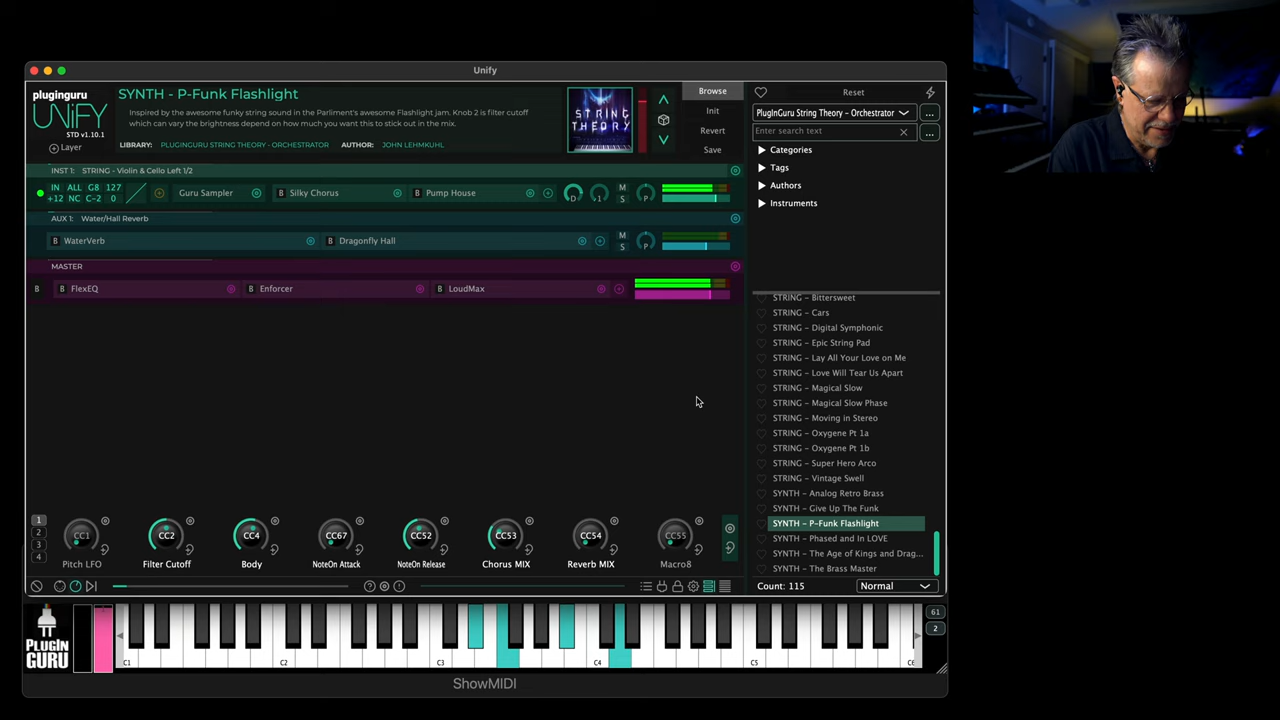 Unify
pluginguru
UNIFY
STD v1.10.1
Layer
SYNTH - P-Funk Flashlight
Inspired by the awesome funky string sound in the Parliment's awesome Flashlight jam. Knob 2 is filter cutoff
which can vary the brightness depend on how much you want this to stick out in the mix.
LIBRARY: PLUGINGURU STRING THEORY - ORCHESTRATOR AUTHOR: JOHN LEHMKUHL
STRING
THEORY
Browse
Init
Revert
Save
INST 1: STRING - Violin & Cello Left 1/2
IN ALL G8 127
+12 NC C-2 0
Guru Sampler
B Silky Chorus
B Pump House
D
1
M
S
P
AUX 1: Water/Hall Reverb
B WaterVerb
B Dragonfly Hall
M
S
P
MASTER
B
B FlexEQ
B Enforcer
B LoudMax
Reset
PlugInGuru String Theory - Orchestrator
...
Enter search text
...
Categories
Tags
Authors
Instruments
STRING - Bittersweet
STRING - Cars
STRING - Digital Symphonic
STRING - Epic String Pad
STRING - Lay All Your Love on Me
STRING - Love Will Tear Us Apart
STRING - Magical Slow
STRING - Magical Slow Phase
STRING - Moving in Stereo
STRING - Oxygene Pt 1a
STRING - Oxygene Pt 1b
STRING - Super Hero Arco
STRING - Vintage Swell
SYNTH - Analog Retro Brass
SYNTH - Give Up The Funk
SYNTH - P-Funk Flashlight
SYNTH - Phased and In LOVE
SYNTH - The Age of Kings and Drag...
SYNTH - The Brass Master
Count: 115
Normal
1
2
3
4
CC1
CC2
CC4
CC67
CC52
CC53
CC54
CC55
Pitch LFO
Filter Cutoff
Body
NoteOn Attack
NoteOn Release
Chorus MIX
Reverb MIX
Macro8
PLUGIN
GURU
C1
C2
C3
C4
C5
C6
61
2
ShowMIDI